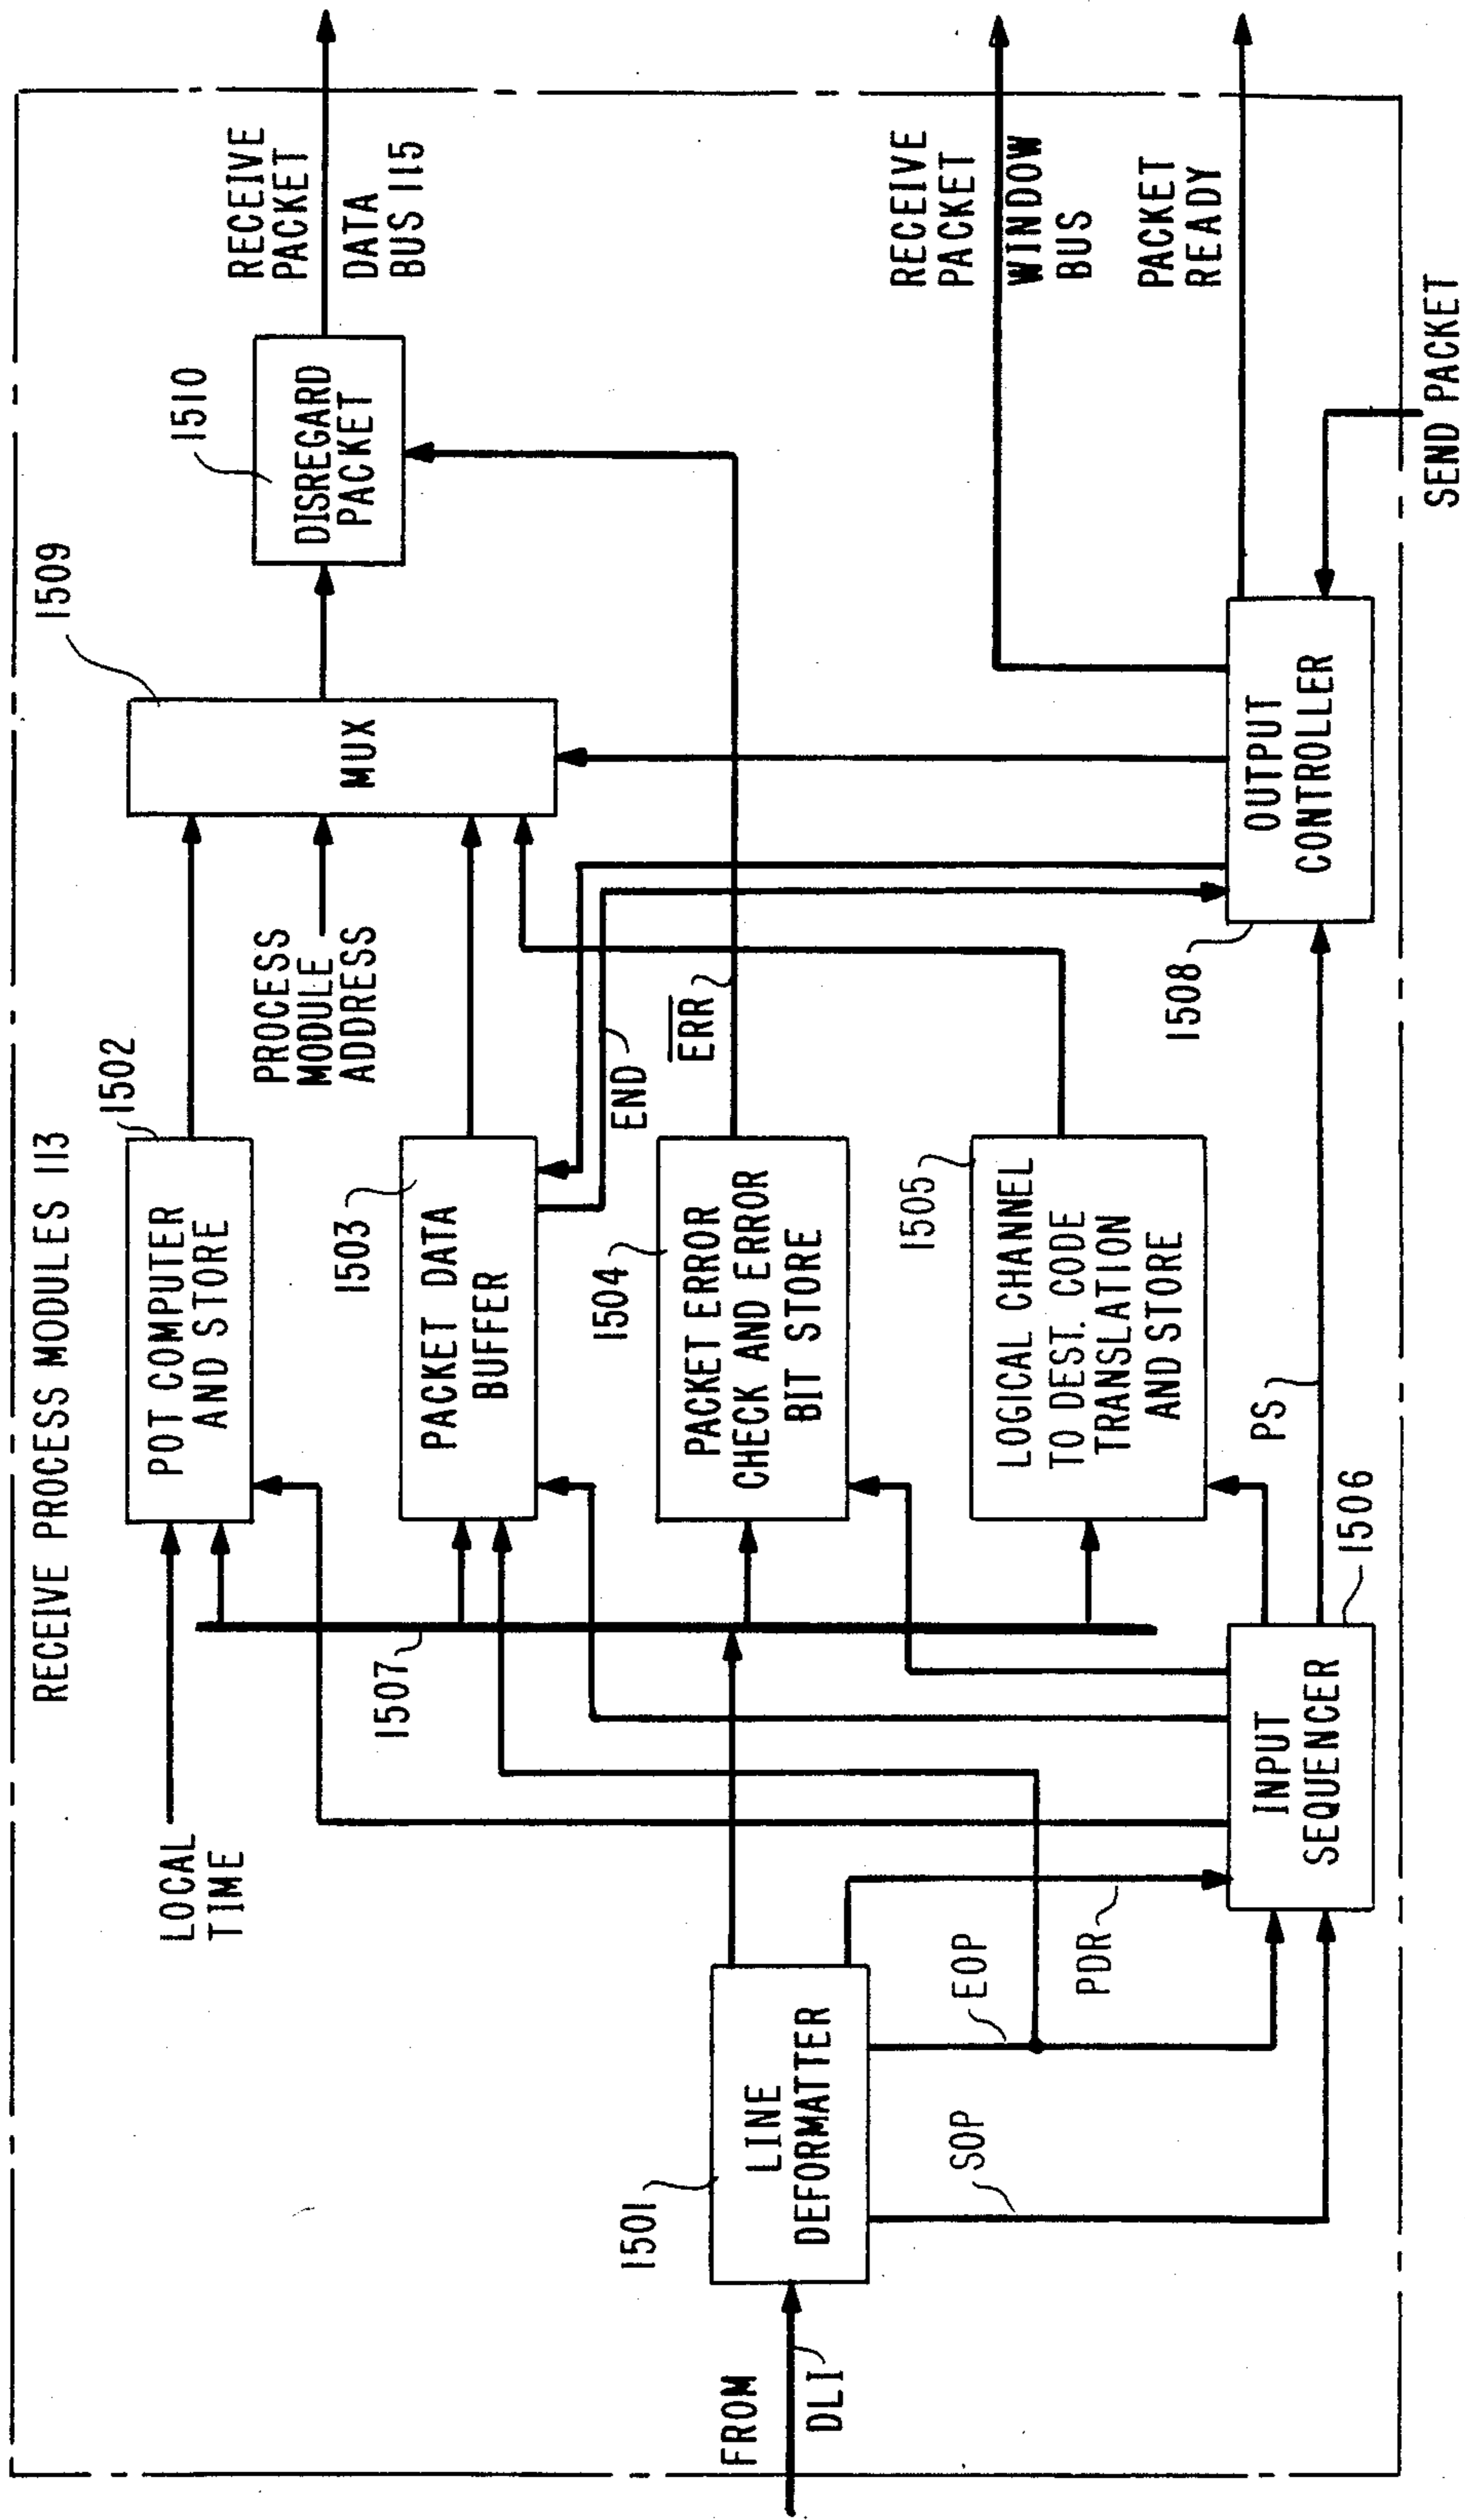 RECEIVE PROCESS MODULES 113
1509
1510
1502
LOCAL
TIME
POT COMPUTER
AND STORE
PROCESS
MODULE
ADDRESS
MUX
DISREGARD
PACKET
RECEIVE
PACKET
DATA
BUS 115
1507
1503
PACKET DATA
BUFFER
END
1504
PACKET ERROR
CHECK AND ERROR
BIT STORE
ERR
1501
FROM
DLI
LINE
DEFORMATTER
SOP
EOP
PDR
1505
LOGICAL CHANNEL
TO DEST. CODE
TRANSLATION
AND STORE
RECEIVE
PACKET
WINDOW
BUS
PACKET
READY
1508
PS
INPUT
SEQUENCER
1506
OUTPUT
CONTROLLER
SEND PACKET